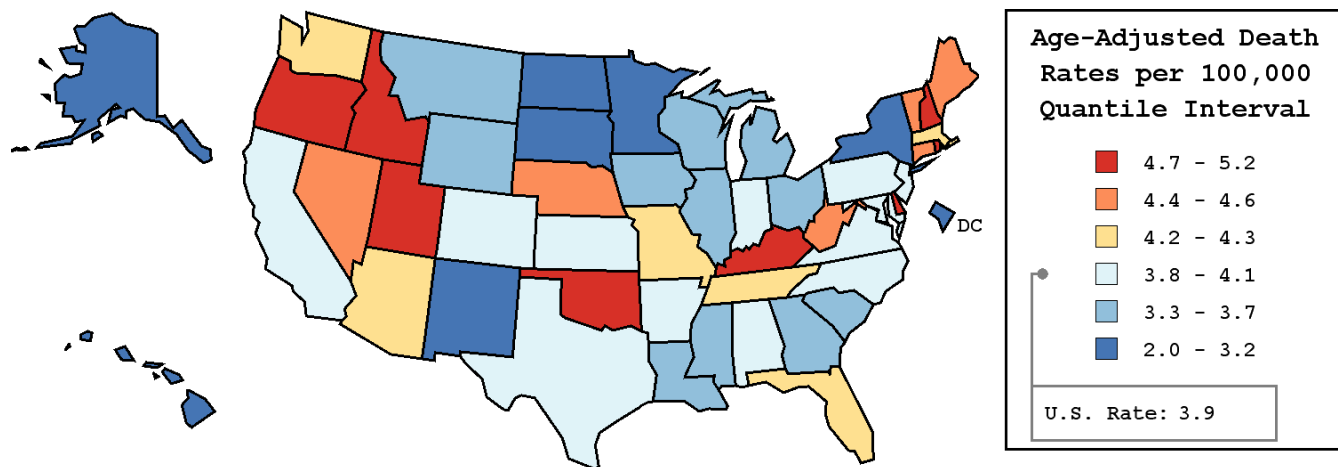 Age-Adjusted Death
Rates per 100,000
Quantile Interval
4.7 - 5.2
4.4 - 4.6
4.2 - 4.3
3.8 - 4.1
3.3 - 3.7
2.0 - 3.2
U.S. Rate: 3.9
DC